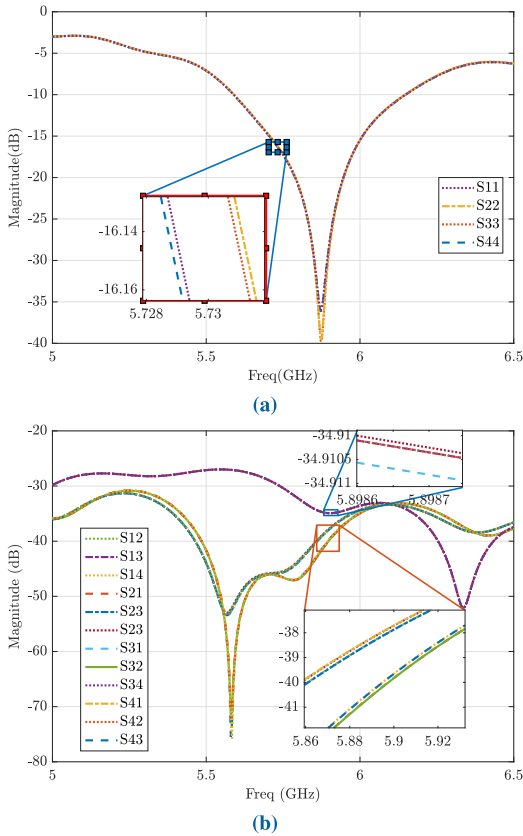 0
-5
-10
-15
-20
-25
-30
-35
-40
Magnitude(dB)
-16.14
-16.16
5.728
5.73
S11
S22
S33
S44
5
5.5
6
6.5
Freq(GHz)
(a)
-20
-30
-40
-50
-60
-70
-80
Magnitude (dB)
-34.91
-34.9105
-34.911
5.8986
5.8987
S12
S13
S14
S21
S23
S23
S31
S32
S34
S41
S42
S43
-38
-39
-40
-41
5.86
5.88
5.9
5.92
5
5.5
6
6.5
Freq (GHz)
(b)